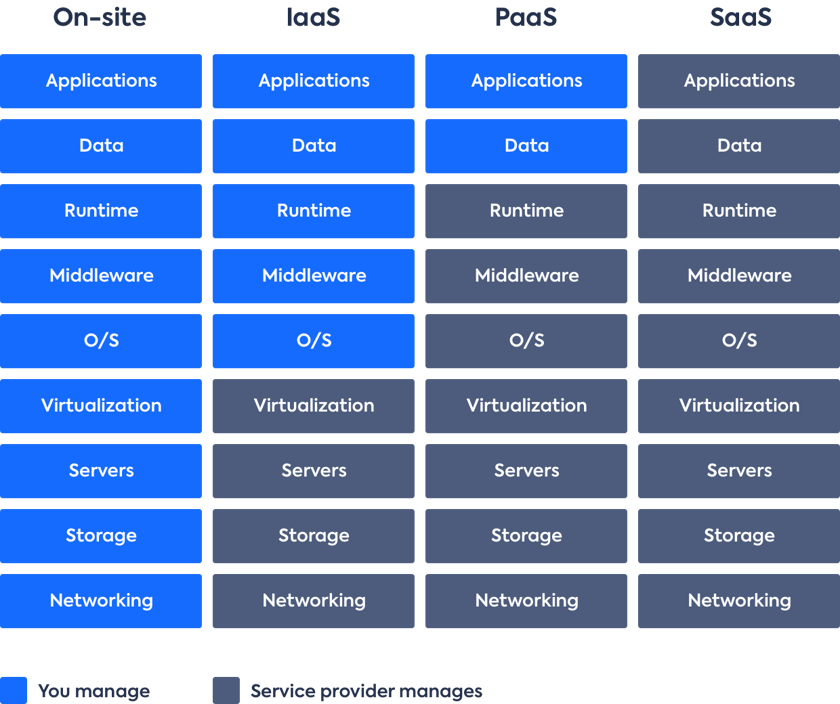 On-site IaaS PaaS SaaS
Applications Applications Applications Applications
Data Data Data Data
Runtime Runtime Runtime Runtime
Middleware Middleware Middleware Middleware
O/S O/S O/S O/S
Virtualization Virtualization Virtualization Virtualization
Servers Servers Servers Servers
Storage Storage Storage Storage
Networking Networking Networking Networking
You manage Service provider manages